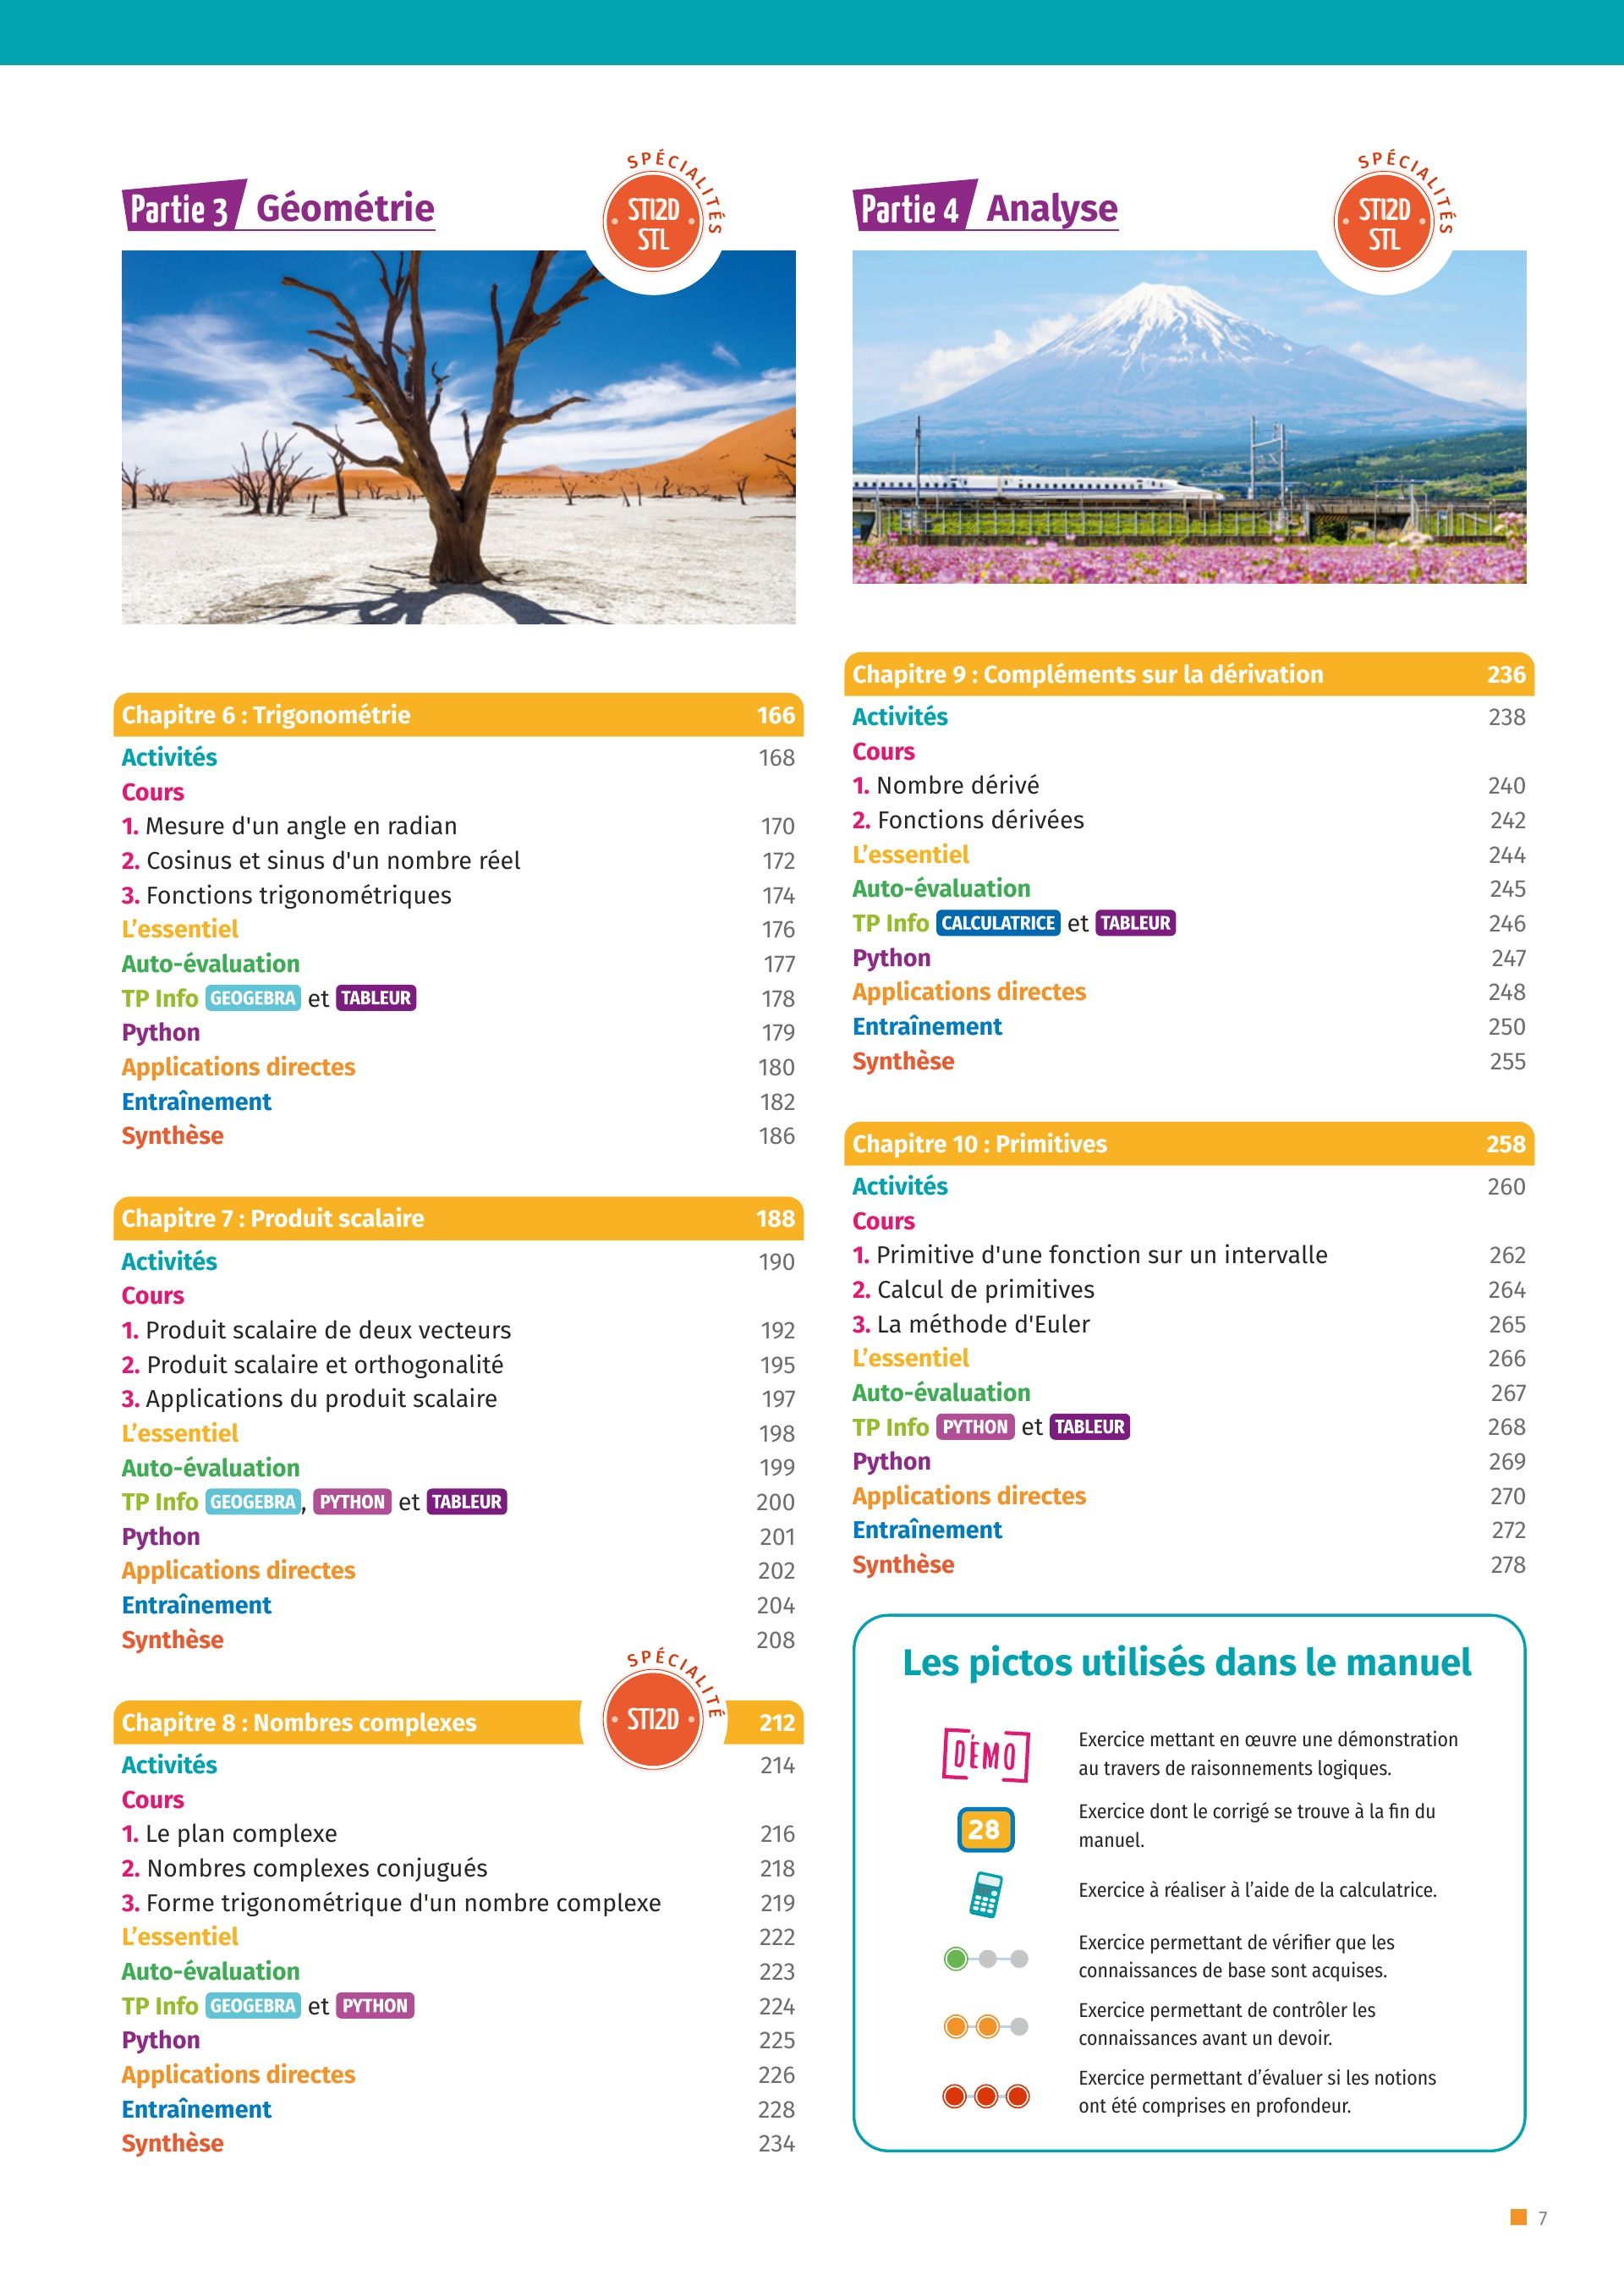 Partie 3 Géométrie
SPÉCIALITÉS
STI2D
STL
Chapitre 6 : Trigonométrie 166
Activités 168
Cours
1. Mesure d'un angle en radian 170
2. Cosinus et sinus d'un nombre réel 172
3. Fonctions trigonométriques 174
L'essentiel 176
Auto-évaluation 177
TP Info GEOGEBRA et TABLEUR 178
Python 179
Applications directes 180
Entraînement 182
Synthèse 186
Chapitre 7 : Produit scalaire 188
Activités 190
Cours
1. Produit scalaire de deux vecteurs 192
2. Produit scalaire et orthogonalité 195
3. Applications du produit scalaire 197
L'essentiel 198
Auto-évaluation 199
TP Info GEOGEBRA, PYTHON et TABLEUR 200
Python 201
Applications directes 202
Entraînement 204
Synthèse 208
SPÉCIALITÉ
STI2D
Chapitre 8 : Nombres complexes 212
Activités 214
Cours
1. Le plan complexe 216
2. Nombres complexes conjugués 218
3. Forme trigonométrique d'un nombre complexe 219
L'essentiel 222
Auto-évaluation 223
TP Info GEOGEBRA et PYTHON 224
Python 225
Applications directes 226
Entraînement 228
Synthèse 234
Partie 4 Analyse
SPÉCIALITÉS
STI2D
STL
Chapitre 9 : Compléments sur la dérivation 236
Activités 238
Cours
1. Nombre dérivé 240
2. Fonctions dérivées 242
L'essentiel 244
Auto-évaluation 245
TP Info CALCULATRICE et TABLEUR 246
Python 247
Applications directes 248
Entraînement 250
Synthèse 255
Chapitre 10 : Primitives 258
Activités 260
Cours
1. Primitive d'une fonction sur un intervalle 262
2. Calcul de primitives 264
3. La méthode d'Euler 265
L'essentiel 266
Auto-évaluation 267
TP Info PYTHON et TABLEUR 268
Python 269
Applications directes 270
Entraînement 272
Synthèse 278
Les pictos utilisés dans le manuel
DÉMO
Exercice mettant en œuvre une démonstration
au travers de raisonnements logiques.
28
Exercice dont le corrigé se trouve à la fin du
manuel.
Exercice à réaliser à l'aide de la calculatrice.
Exercice permettant de vérifier que les
connaissances de base sont acquises.
Exercice permettant de contrôler les
connaissances avant un devoir.
Exercice permettant d'évaluer si les notions
ont été comprises en profondeur.
7